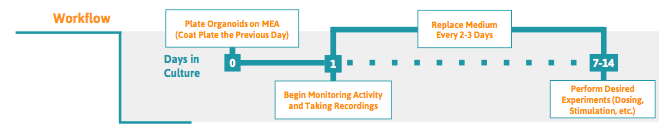 Workflow
Plate Organoids on MEA
(Coat Plate the Previous Day)
Replace Medium
Every 2-3 Days
Days in
Culture
0
1
7-14
Begin Monitoring Activity
and Taking Recordings
Perform Desired
Experiments (Dosing,
Stimulation, etc.)